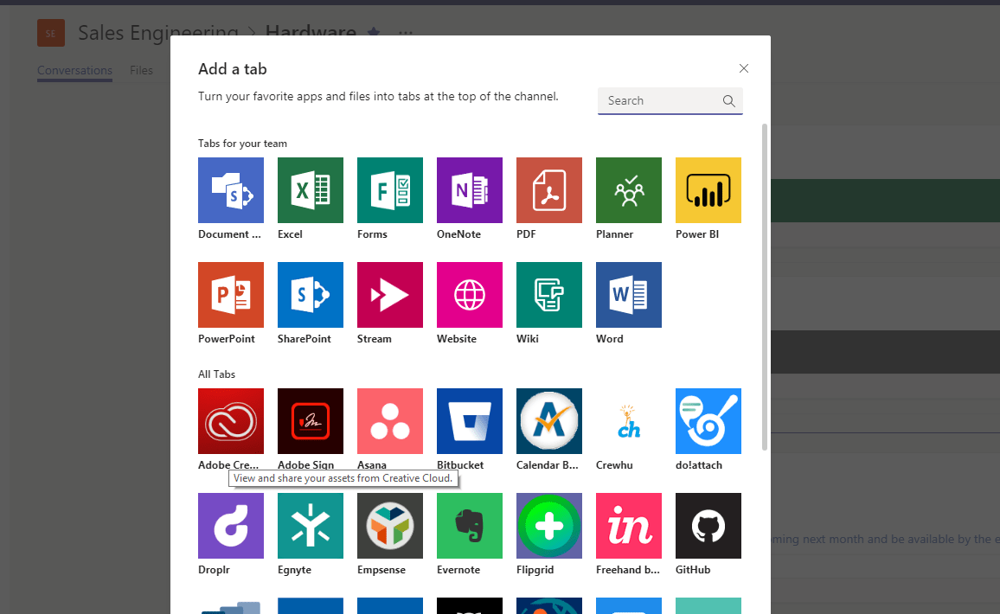 SE Sales Engineering > Hardware ...
Conversations Files
Add a tab
Turn your favorite apps and files into tabs at the top of the channel.
Search
Tabs for your team
Document ... Excel Forms OneNote PDF Planner Power BI
PowerPoint SharePoint Stream Website Wiki Word
All Tabs
Adobe Cre... Adobe Sign Asana Bitbucket Calendar B... Crewhu do!attach
View and share your assets from Creative Cloud.
Droplr Egnyte Empsense Evernote Flipgrid Freehand b... GitHub
next month and be available by the